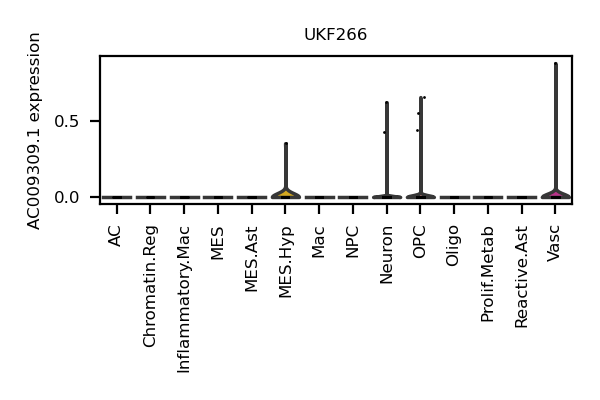 UKF266
AC009309.1 expression
0.5
0.0
AC
Chromatin.Reg
Inflammatory.Mac
MES
MES.Ast
MES.Hyp
Mac
NPC
Neuron
OPC
Oligo
Prolif.Metab
Reactive.Ast
Vasc